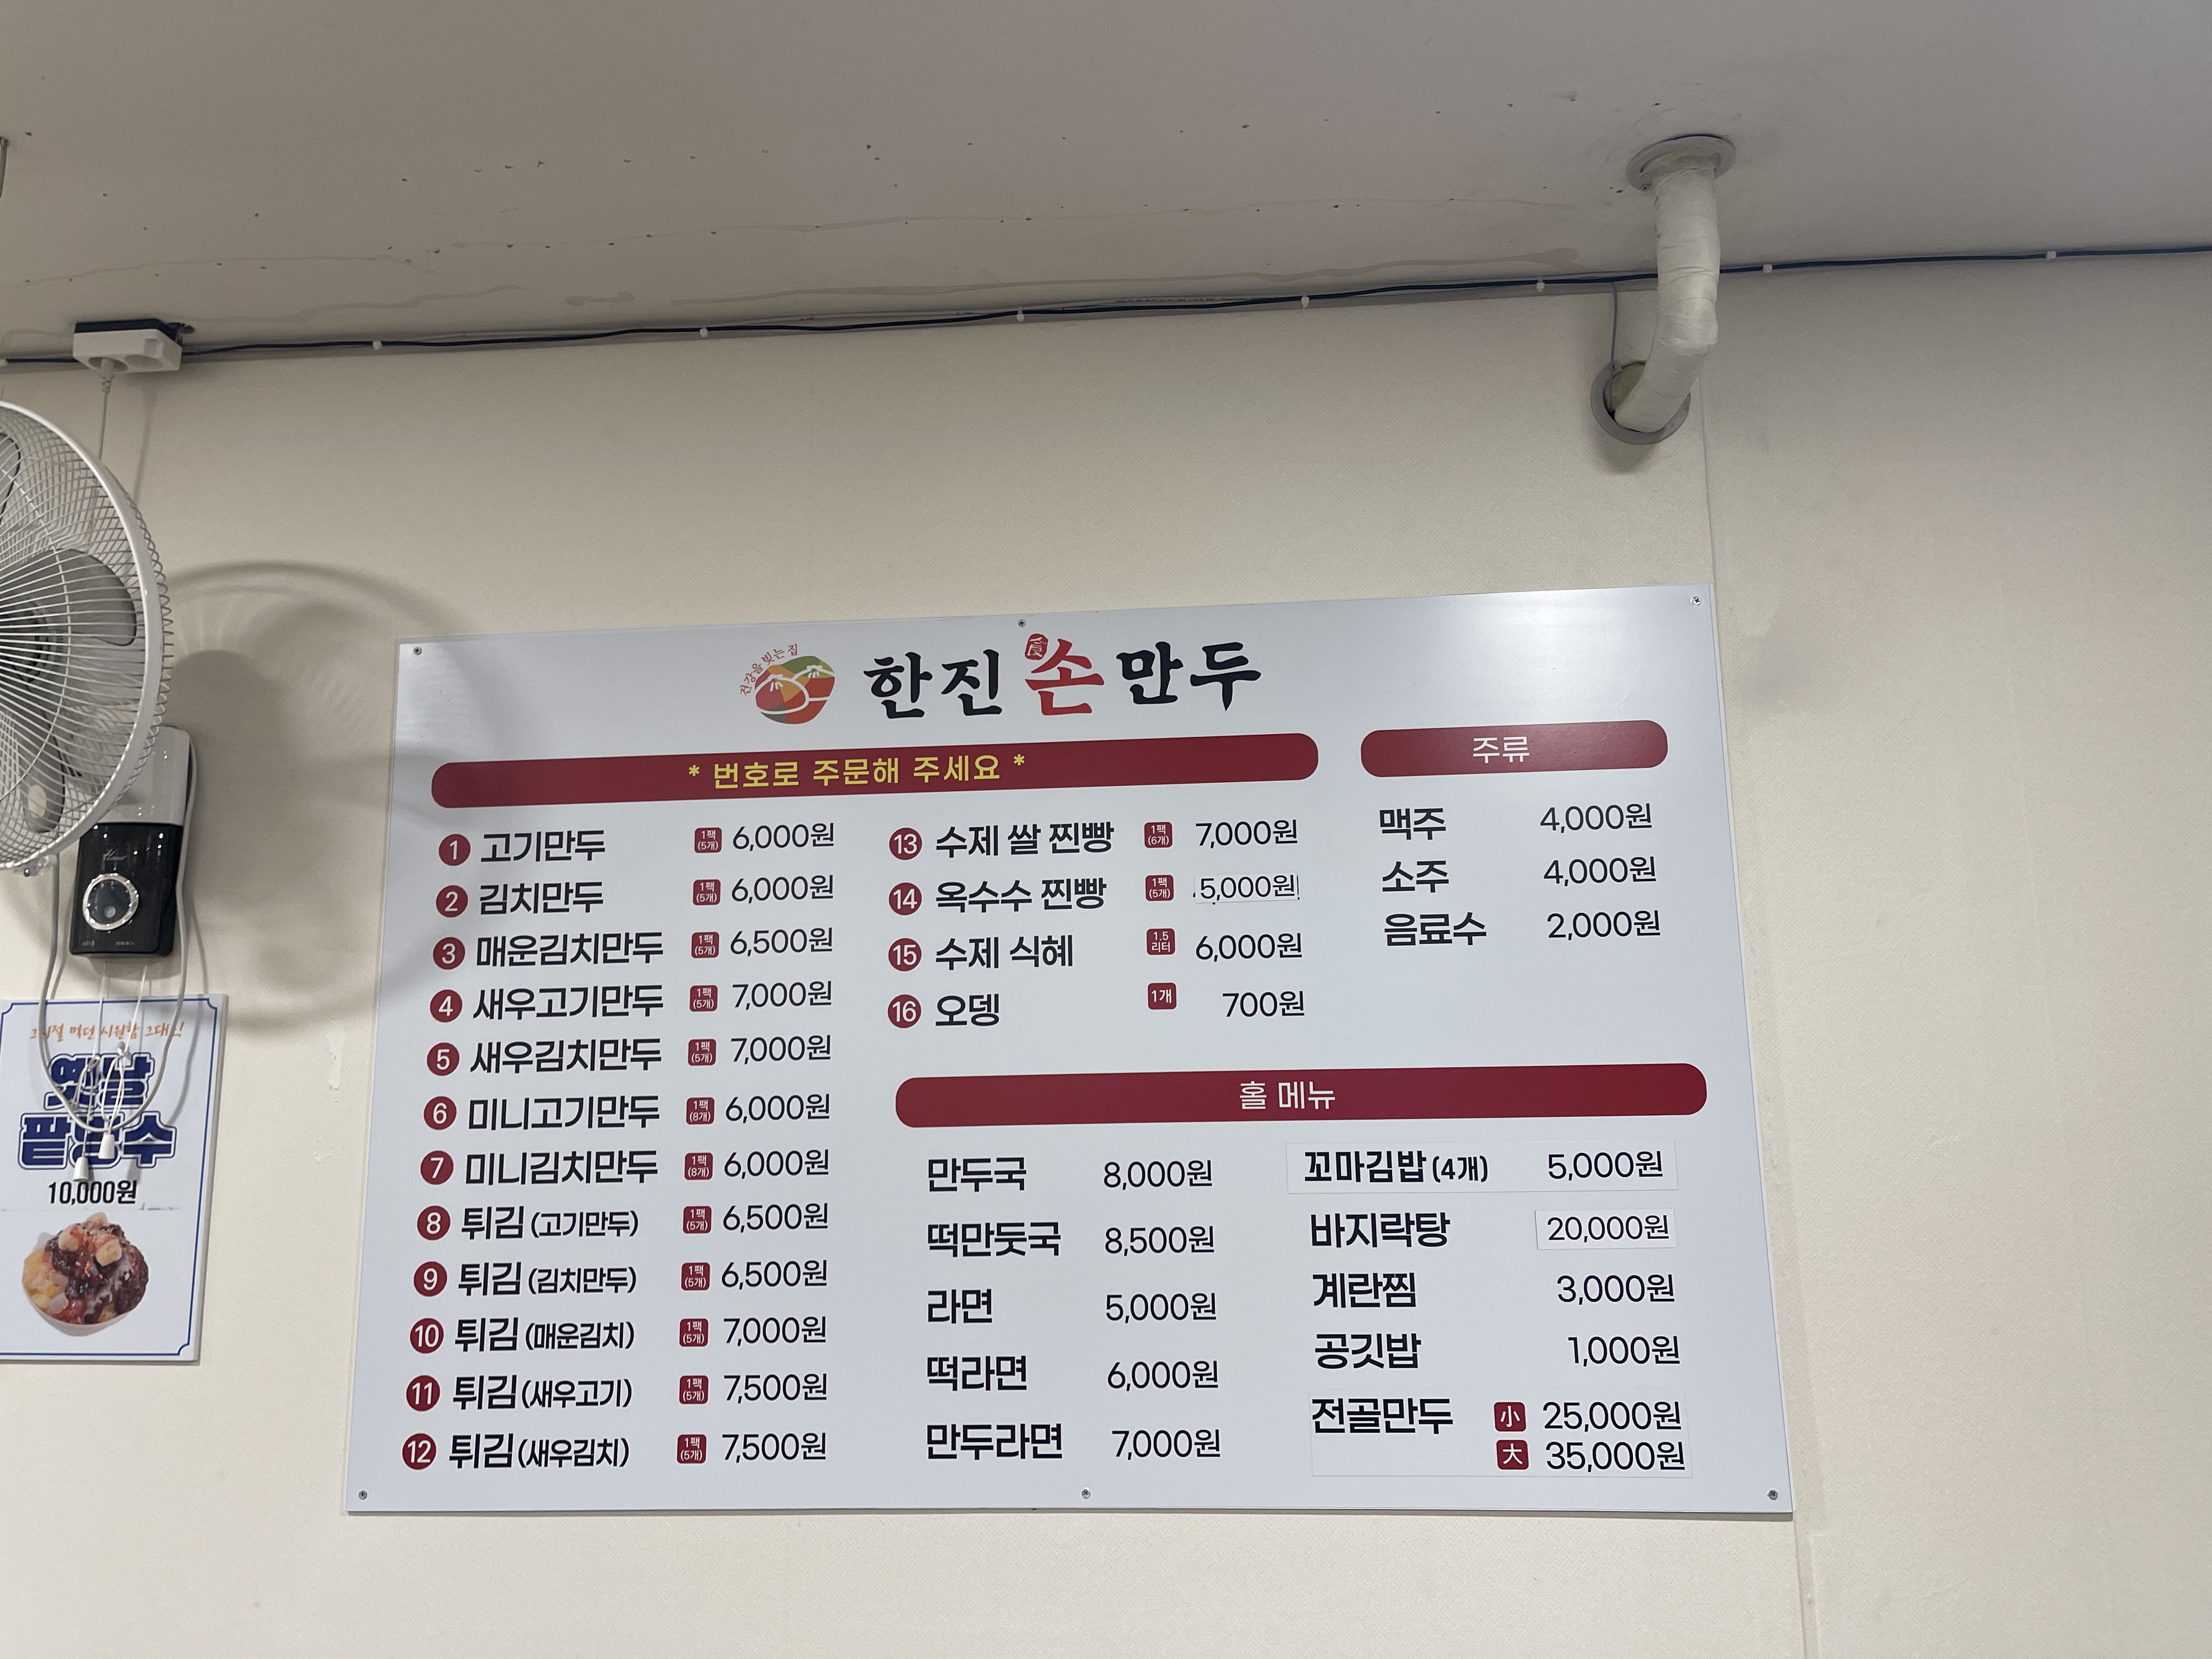 건강을 빚는 집
한진 食 손만두
* 번호로 주문해 주세요 *
1 고기만두 1팩 (5개) 6,000원
2 김치만두 1팩 (5개) 6,000원
3 매운김치만두 1팩 (5개) 6,500원
4 새우고기만두 1팩 (5개) 7,000원
5 새우김치만두 1팩 (5개) 7,000원
6 미니고기만두 1팩 (8개) 6,000원
7 미니김치만두 1팩 (8개) 6,000원
8 튀김 (고기만두) 1팩 (5개) 6,500원
9 튀김 (김치만두) 1팩 (5개) 6,500원
10 튀김 (매운김치) 1팩 (5개) 7,000원
11 튀김 (새우고기) 1팩 (5개) 7,500원
12 튀김 (새우김치) 1팩 (5개) 7,500원
13 수제 쌀 찐빵 1팩 (6개) 7,000원
14 옥수수 찐빵 1팩 (5개) 5,000원
15 수제 식혜 1.5 리터 6,000원
16 오뎅 1개 700원
주류
맥주 4,000원
소주 4,000원
음료수 2,000원
홀 메뉴
만두국 8,000원
떡만둣국 8,500원
라면 5,000원
떡라면 6,000원
만두라면 7,000원
꼬마김밥 (4개) 5,000원
바지락탕 20,000원
계란찜 3,000원
공깃밥 1,000원
전골만두 小 25,000원
大 35,000원
먹던 시원함
옛날
팥빙수
10,000원